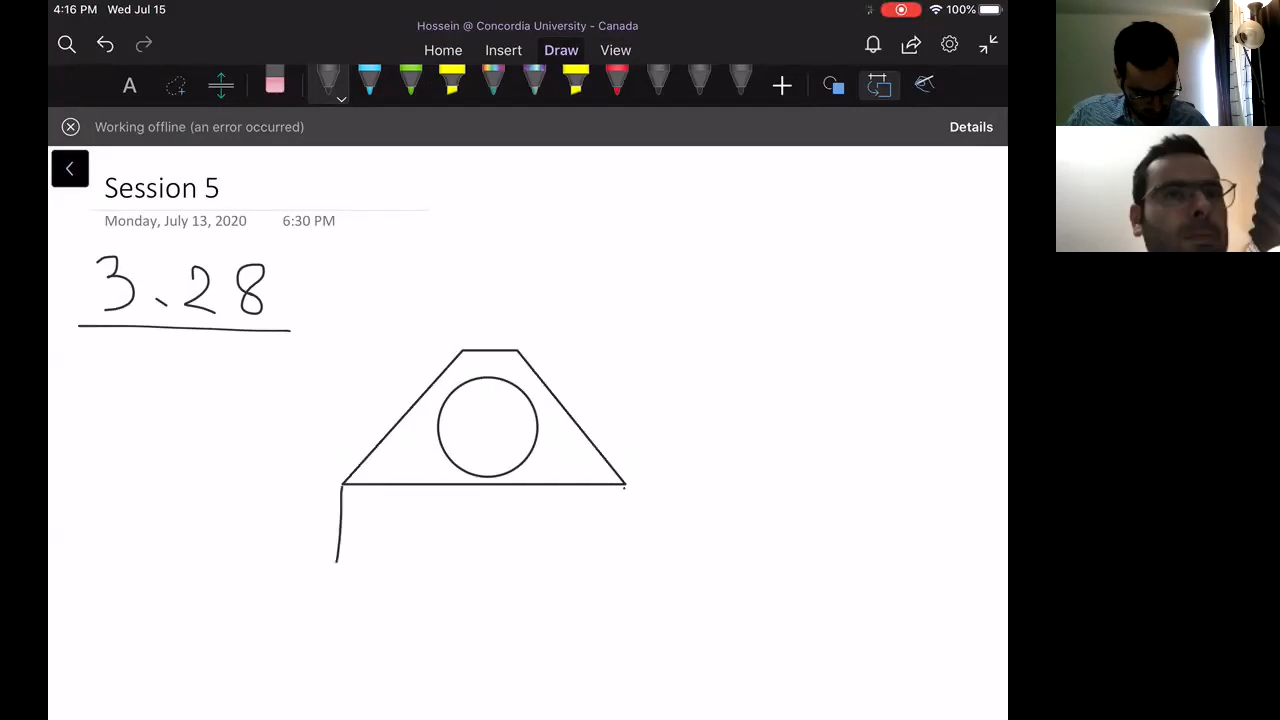 4:16 PM Wed Jul 15
100%
Hossein @ Concordia University - Canada
Home Insert Draw View
A
Working offline (an error occurred) Details
Session 5
Monday, July 13, 2020 6:30 PM
3.28